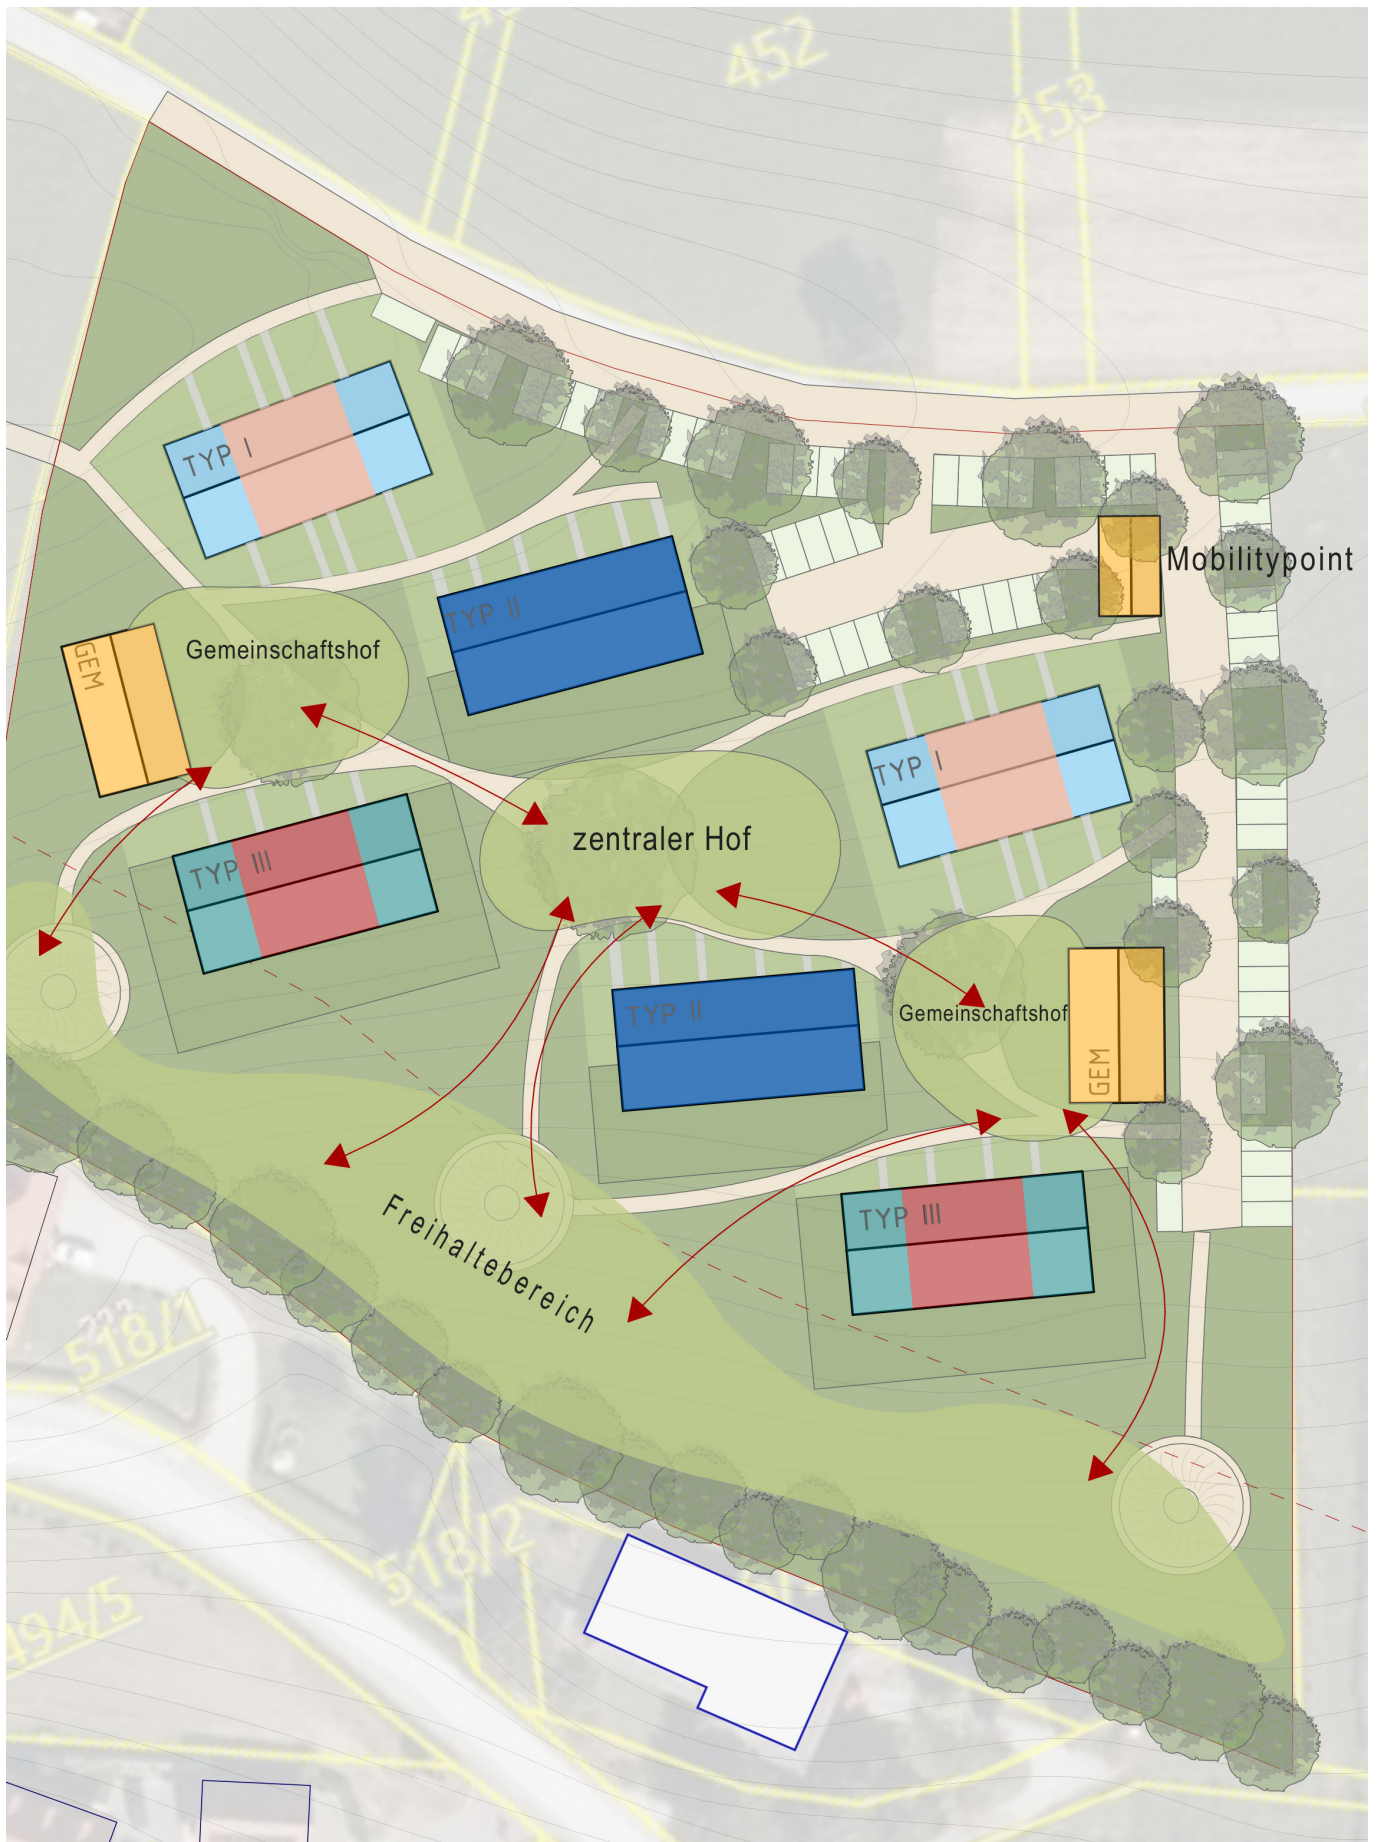 452
453
TYP I
Mobilitypoint
TYP II
Gemeinschaftshof
GEM
TYP I
zentraler Hof
TYP III
TYP II
Gemeinschaftshof
GEM
TYP III
Freihaltebereich
518/1
518/2
494/5